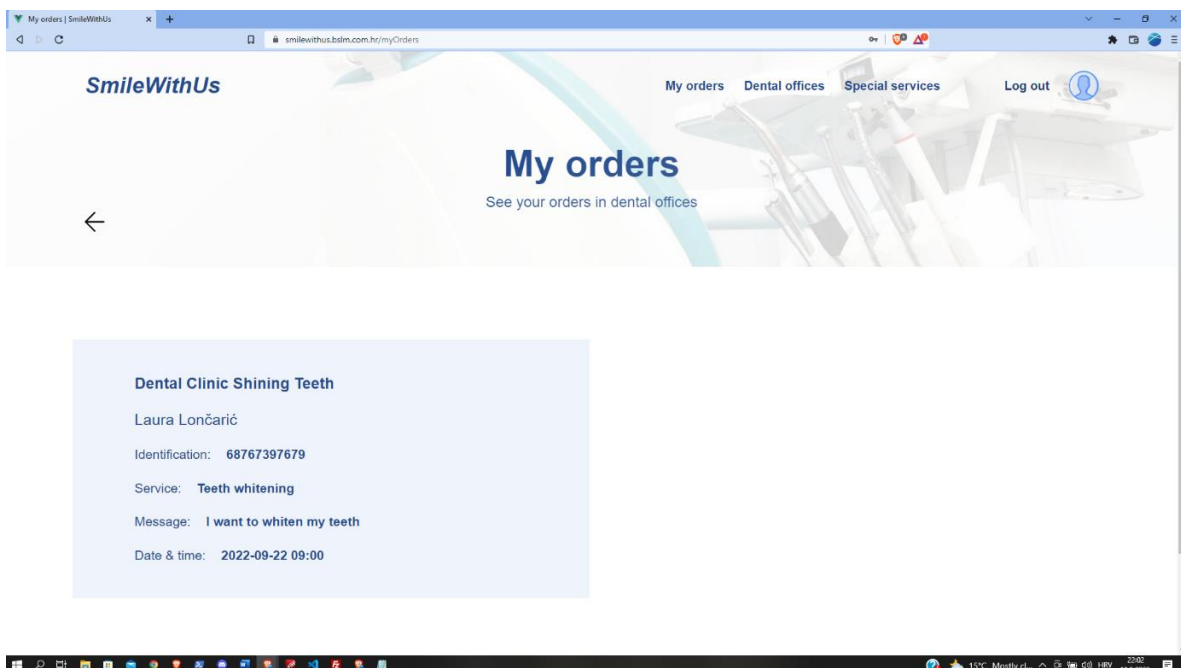 My orders | SmileWithUs
smilewithus.bslm.com.hr/myOrders
SmileWithUs
My orders Dental offices Special services Log out
My orders
See your orders in dental offices
Dental Clinic Shining Teeth
Laura Lončarić
Identification: 68767397679
Service: Teeth whitening
Message: I want to whiten my teeth
Date & time: 2022-09-22 09:00
15°C Mostly cl... HRV 22:02